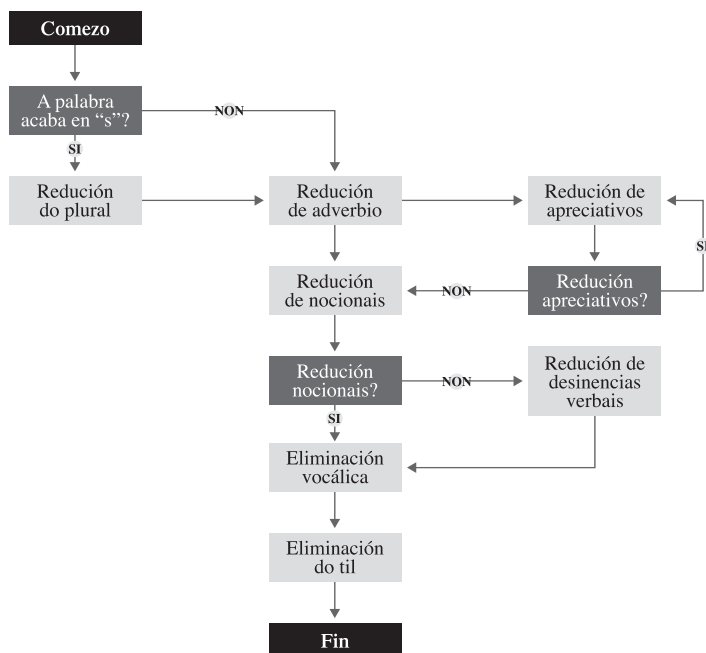 Comezo
A palabra
acaba en “s”?
NON
SI
Redución
do plural
Redución
de adverbio
Redución de
apreciativos
SI
Redución
de nocionais
NON
Redución
apreciativos?
Redución
nocionais?
NON
Redución de
desinencias
verbais
SI
Eliminación
vocálica
Eliminación
do til
Fin